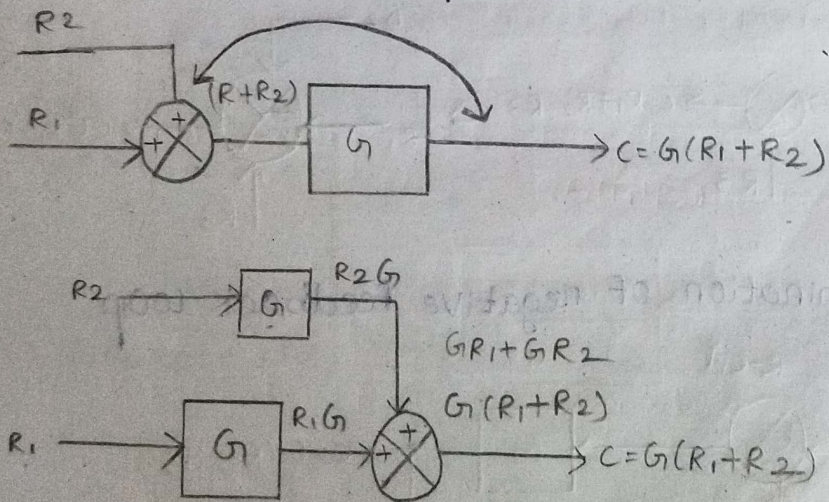 R2
R1
+
+
(R+R2)
G
C=G(R1+R2)
R2
G
R2G
GR1+GR2
G(R1+R2)
R1
G
R1G
+
+
C=G(R1+R2)